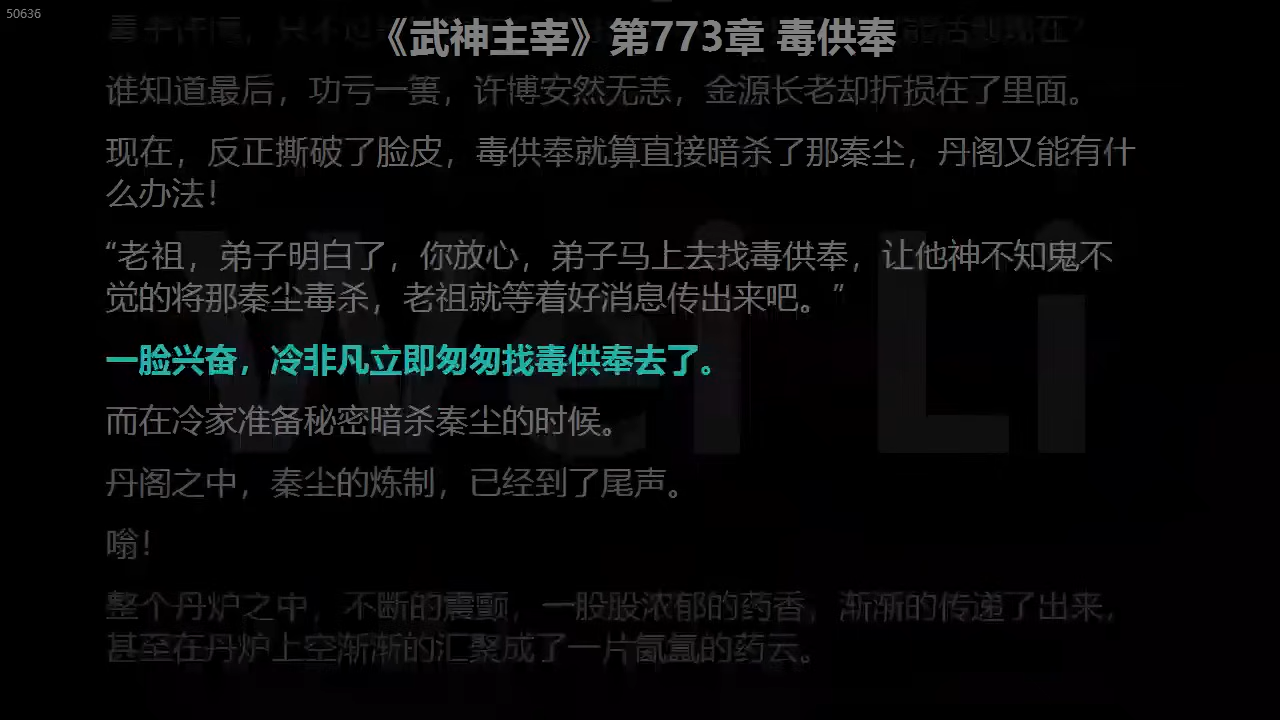 50636
《武神主宰》第773章 毒供奉
谁知道最后，功亏一篑，许博安然无恙，金源长老却折损在了里面。
现在，反正撕破了脸皮，毒供奉就算直接暗杀了那秦尘，丹阁又能有什
么办法！
“老祖，弟子明白了，你放心，弟子马上去找毒供奉，让他神不知鬼不
觉的将那秦尘毒杀，老祖就等着好消息传出来吧。”
一脸兴奋，冷非凡立即匆匆找毒供奉去了。
而在冷家准备秘密暗杀秦尘的时候。
丹阁之中，秦尘的炼制，已经到了尾声。
嗡！
整个丹炉之中，不断的震颤，一股股浓郁的药香，渐渐的传递了出来，
甚至在丹炉上空渐渐的汇聚成了一片氤氲的药云。
Wei Li